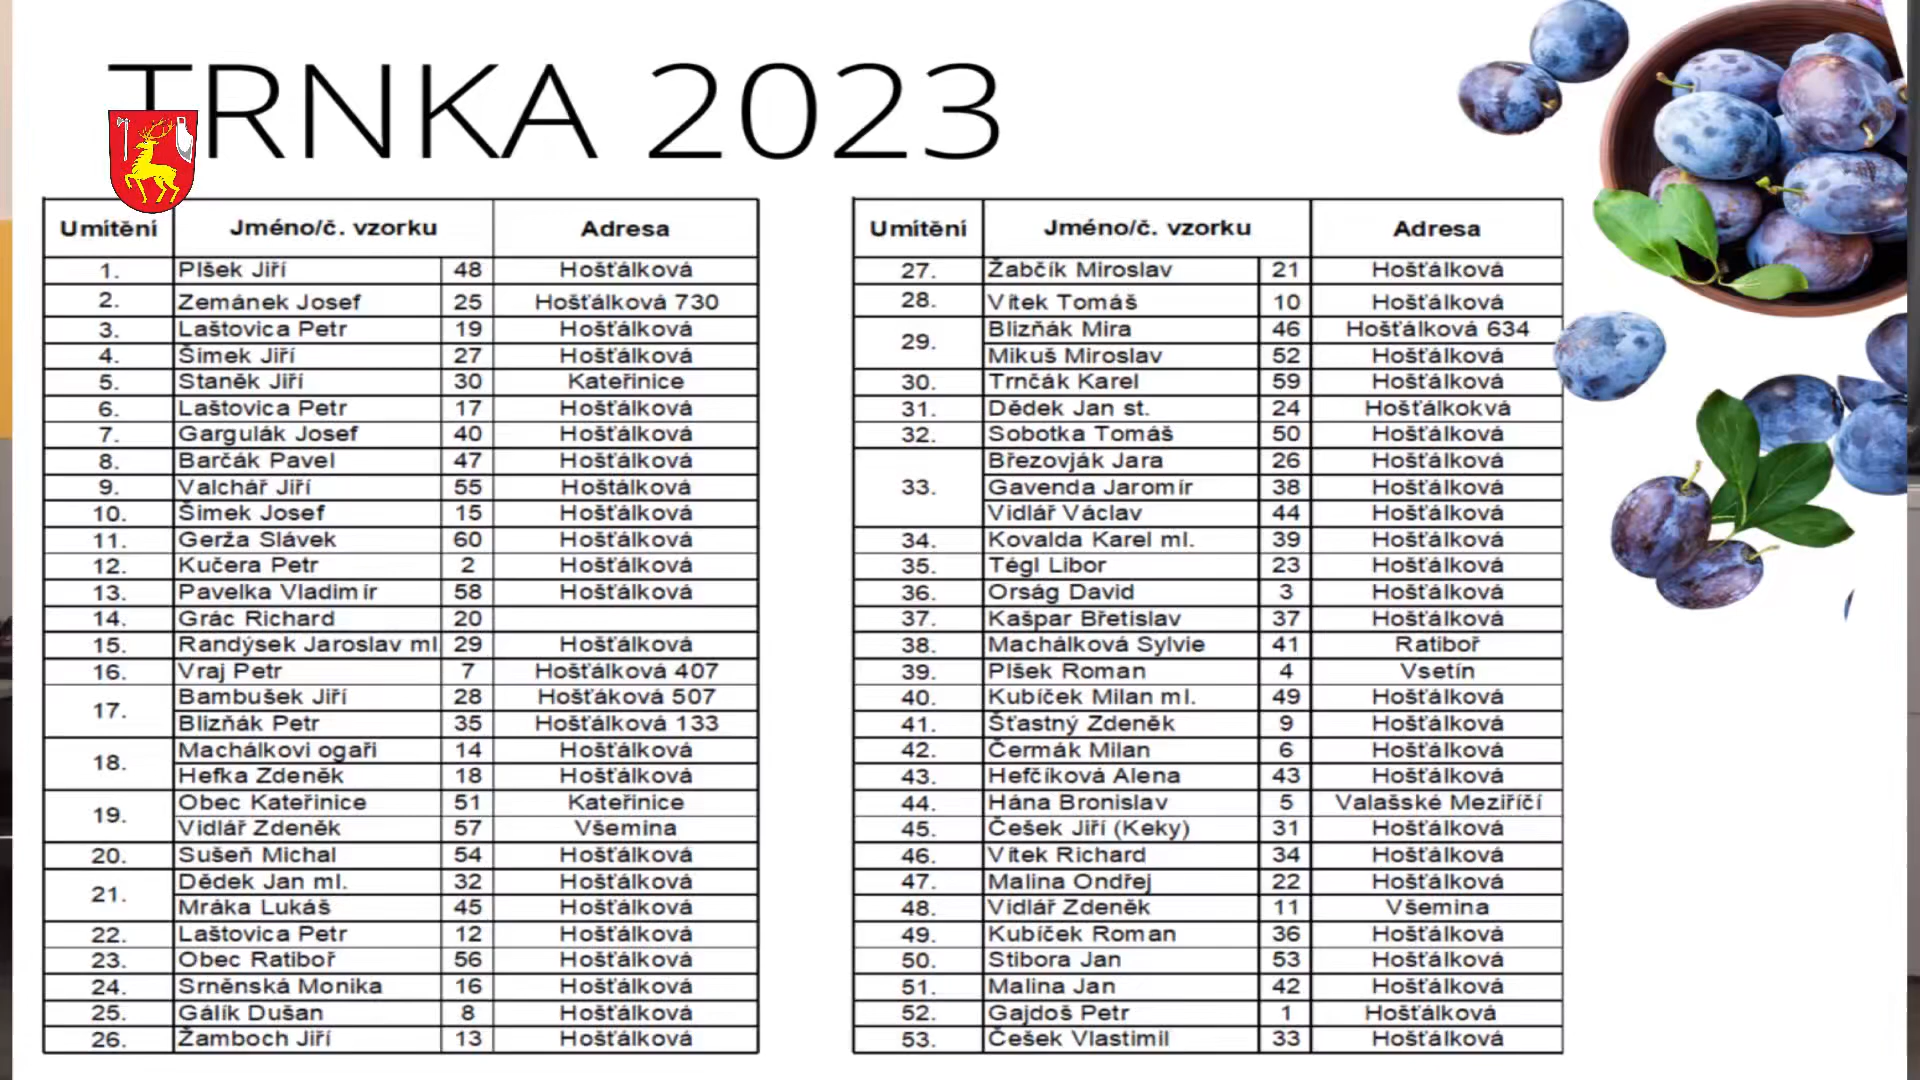 TRNKA 2023
Umítění Jméno/č. vzorku Adresa
1. Plšek Jiří 48 Hošťálková
2. Zemánek Josef 25 Hošťálková 730
3. Laštovica Petr 19 Hošťálková
4. Šimek Jiří 27 Hošťálková
5. Staněk Jiří 30 Kateřinice
6. Laštovica Petr 17 Hošťálková
7. Gargulák Josef 40 Hošťálková
8. Barčák Pavel 47 Hošťálková
9. Valchář Jiří 55 Hoštálková
10. Šimek Josef 15 Hošťálková
11. Gerža Slávek 60 Hošťálková
12. Kučera Petr 2 Hošťálková
13. Pavelka Vladimír 58 Hošťálková
14. Grác Richard 20
15. Randýsek Jaroslav ml 29 Hošťálková
16. Vraj Petr 7 Hošťálková 407
17. Bambušek Jiří 28 Hošťáková 507
Blizňák Petr 35 Hošťálková 133
18. Machálkovi ogaři 14 Hošťálková
Hefka Zdeněk 18 Hošťálková
19. Obec Kateřinice 51 Kateřinice
Vidlář Zdeněk 57 Všemina
20. Sušeň Michal 54 Hošťálková
21. Dědek Jan ml. 32 Hošťálková
Mráka Lukáš 45 Hošťálková
22. Laštovica Petr 12 Hošťálková
23. Obec Ratiboř 56 Hošťálková
24. Srněnská Monika 16 Hošťálková
25. Gálík Dušan 8 Hošťálková
26. Žamboch Jiří 13 Hošťálková
Umítění Jméno/č. vzorku Adresa
27. Žabčík Miroslav 21 Hošťálková
28. Vítek Tomáš 10 Hošťálková
29. Blizňák Mira 46 Hošťálková 634
Mikuš Miroslav 52 Hošťálková
30. Trnčák Karel 59 Hošťálková
31. Dědek Jan st. 24 Hošťálkokvá
32. Sobotka Tomáš 50 Hošťálková
33. Březovják Jara 26 Hošťálková
Gavenda Jaromír 38 Hošťálková
Vidlář Václav 44 Hošťálková
34. Kovalda Karel ml. 39 Hošťálková
35. Tégl Libor 23 Hošťálková
36. Orság David 3 Hošťálková
37. Kašpar Břetislav 37 Hošťálková
38. Machálková Sylvie 41 Ratiboř
39. Plšek Roman 4 Vsetín
40. Kubíček Milan ml. 49 Hošťálková
41. Šťastný Zdeněk 9 Hošťálková
42. Čermák Milan 6 Hošťálková
43. Hefčíková Alena 43 Hošťálková
44. Hána Bronislav 5 Valašské Meziříčí
45. Češek Jiří (Keky) 31 Hošťálková
46. Vítek Richard 34 Hošťálková
47. Malina Ondřej 22 Hošťálková
48. Vidlář Zdeněk 11 Všemina
49. Kubíček Roman 36 Hošťálková
50. Stibora Jan 53 Hošťálková
51. Malina Jan 42 Hošťálková
52. Gajdoš Petr 1 Hošťálková
53. Češek Vlastimil 33 Hošťálková